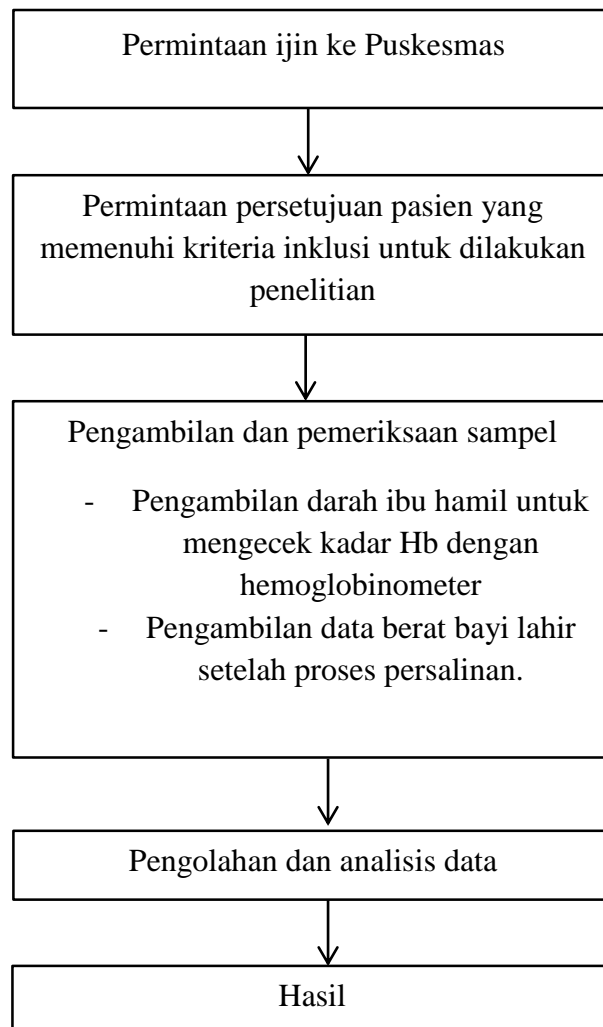 Permintaan ijin ke Puskesmas
Permintaan persetujuan pasien yang
memenuhi kriteria inklusi untuk dilakukan
penelitian
Pengambilan dan pemeriksaan sampel
- Pengambilan darah ibu hamil untuk
mengecek kadar Hb dengan
hemoglobinometer
- Pengambilan data berat bayi lahir
setelah proses persalinan.
Pengolahan dan analisis data
Hasil